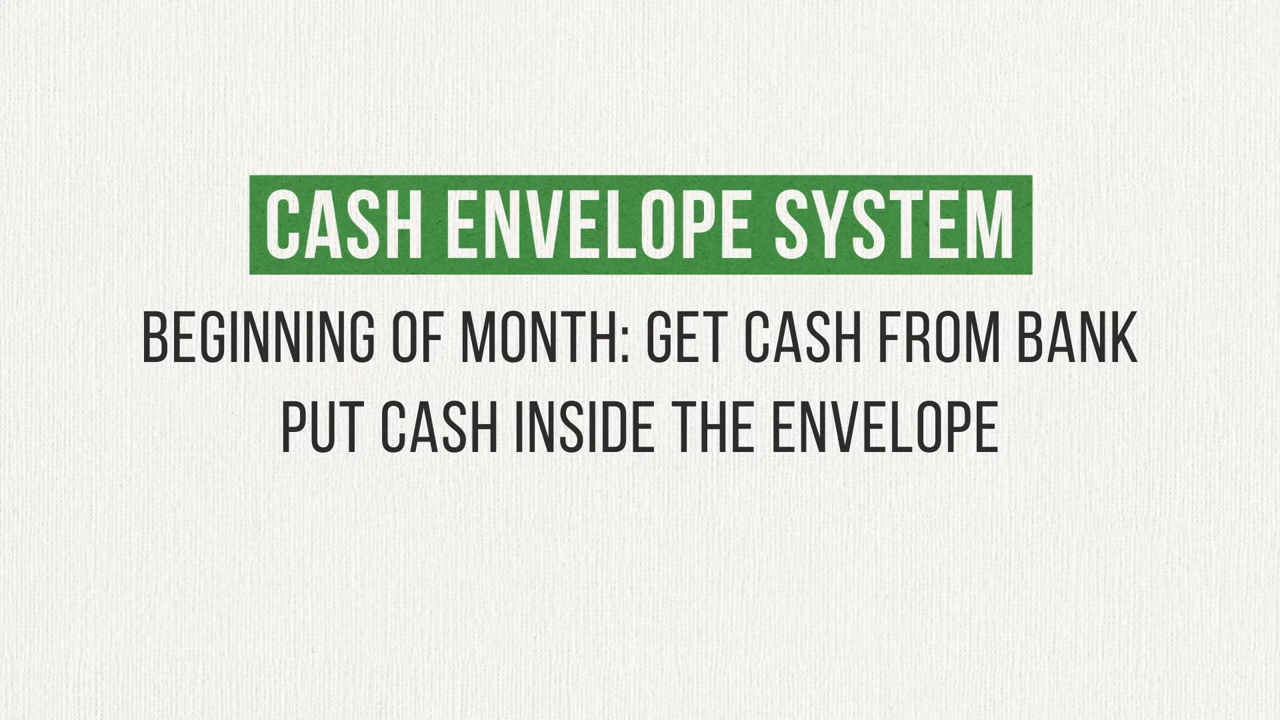 CASH ENVELOPE SYSTEM
BEGINNING OF MONTH: GET CASH FROM BANK
PUT CASH INSIDE THE ENVELOPE